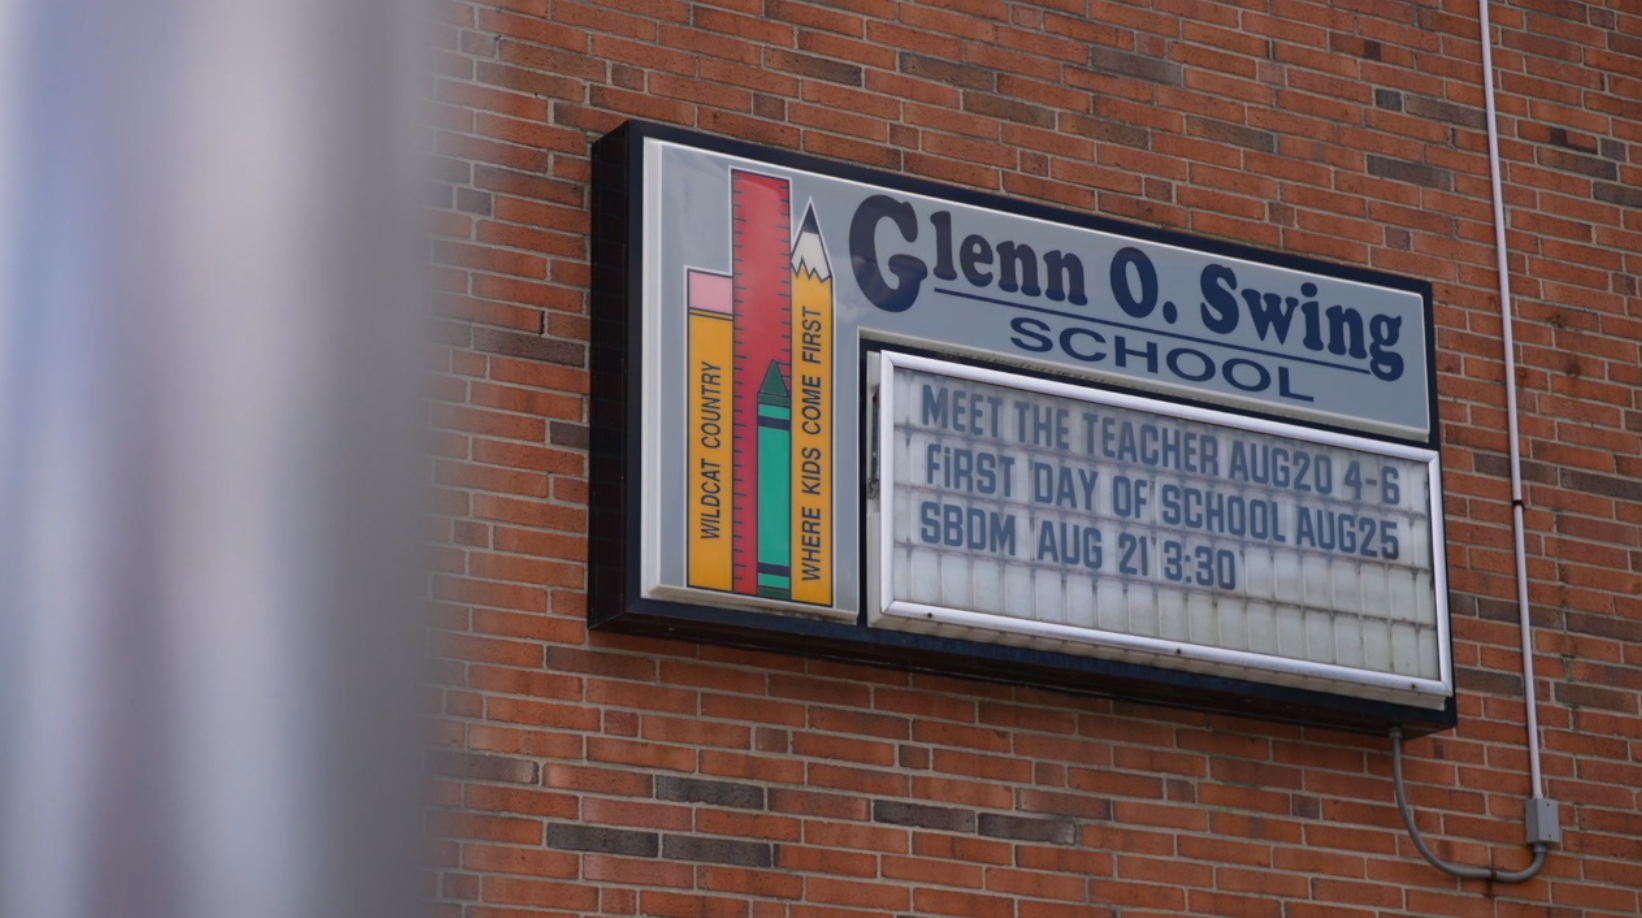 WILDCAT COUNTRY
WHERE KIDS COME FIRST
Glenn O. Swing
SCHOOL
MEET THE TEACHER AUG20 4-6
FiRST DAY OF SCHOOL AUG25
SBDM AUG 21 3:30